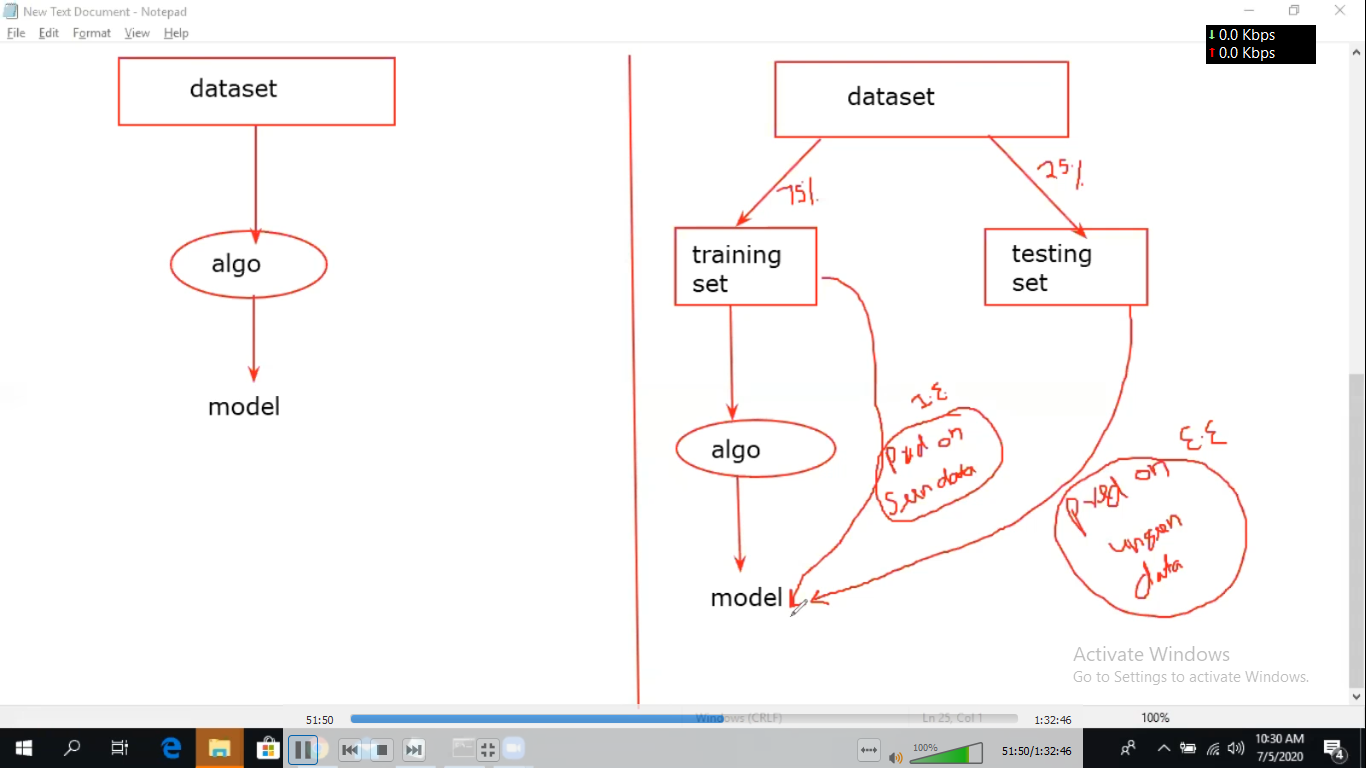 New Text Document - Notepad
File Edit Format View Help
0.0 Kbps
0.0 Kbps
dataset
algo
model
dataset
75%
25%
training
set
testing
set
algo
I.E
pred on
seen data
E.E
pred on
unseen
data
model
Activate Windows
Go to Settings to activate Windows.
51:50
Windows (CRLF)
Ln 25, Col 1
1:32:46
100%
100%
51:50/1:32:46
10:30 AM
7/5/2020
4